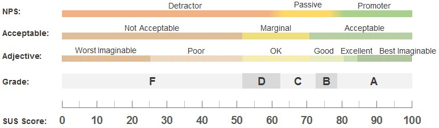 NPS: Detractor Passive Promoter
Acceptable: Not Acceptable Marginal Acceptable
Adjective: Worst Imaginable Poor OK Good Excellent Best Imaginable
Grade: F D C B A
0 10 20 30 40 50 60 70 80 90 100
SUS Score: